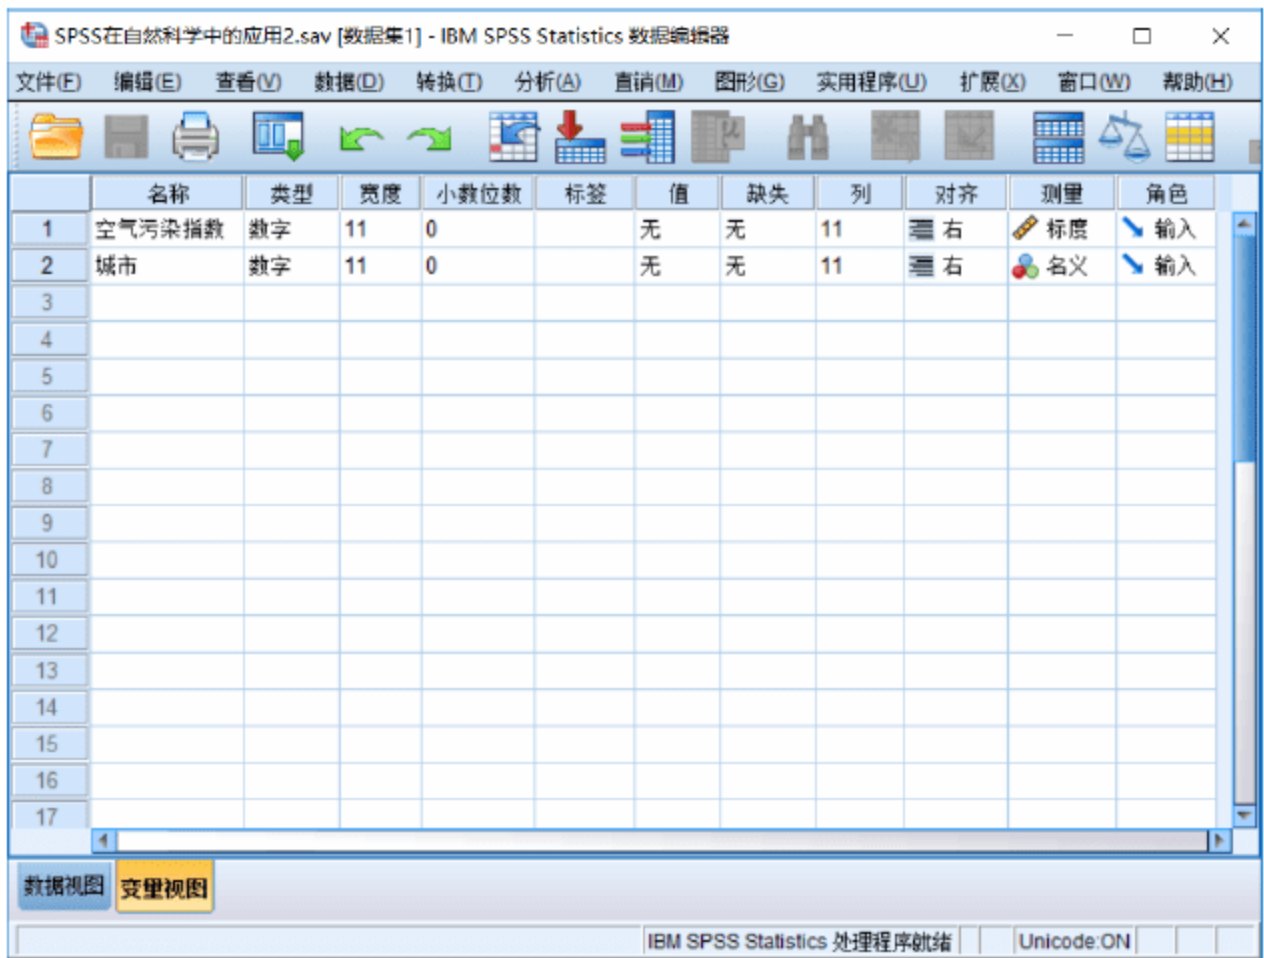 SPSS在自然科学中的应用2.sav [数据集1] - IBM SPSS Statistics 数据编辑器
文件(F) 编辑(E) 查看(V) 数据(D) 转换(T) 分析(A) 直销(M) 图形(G) 实用程序(U) 扩展(X) 窗口(W) 帮助(H)
名称 类型 宽度 小数位数 标签 值 缺失 列 对齐 测量 角色
1 空气污染指数 数字 11 0 无 无 11 右 标度 输入
2 城市 数字 11 0 无 无 11 右 名义 输入
3
4
5
6
7
8
9
10
11
12
13
14
15
16
17
数据视图 变量视图
IBM SPSS Statistics 处理程序就绪 Unicode:ON